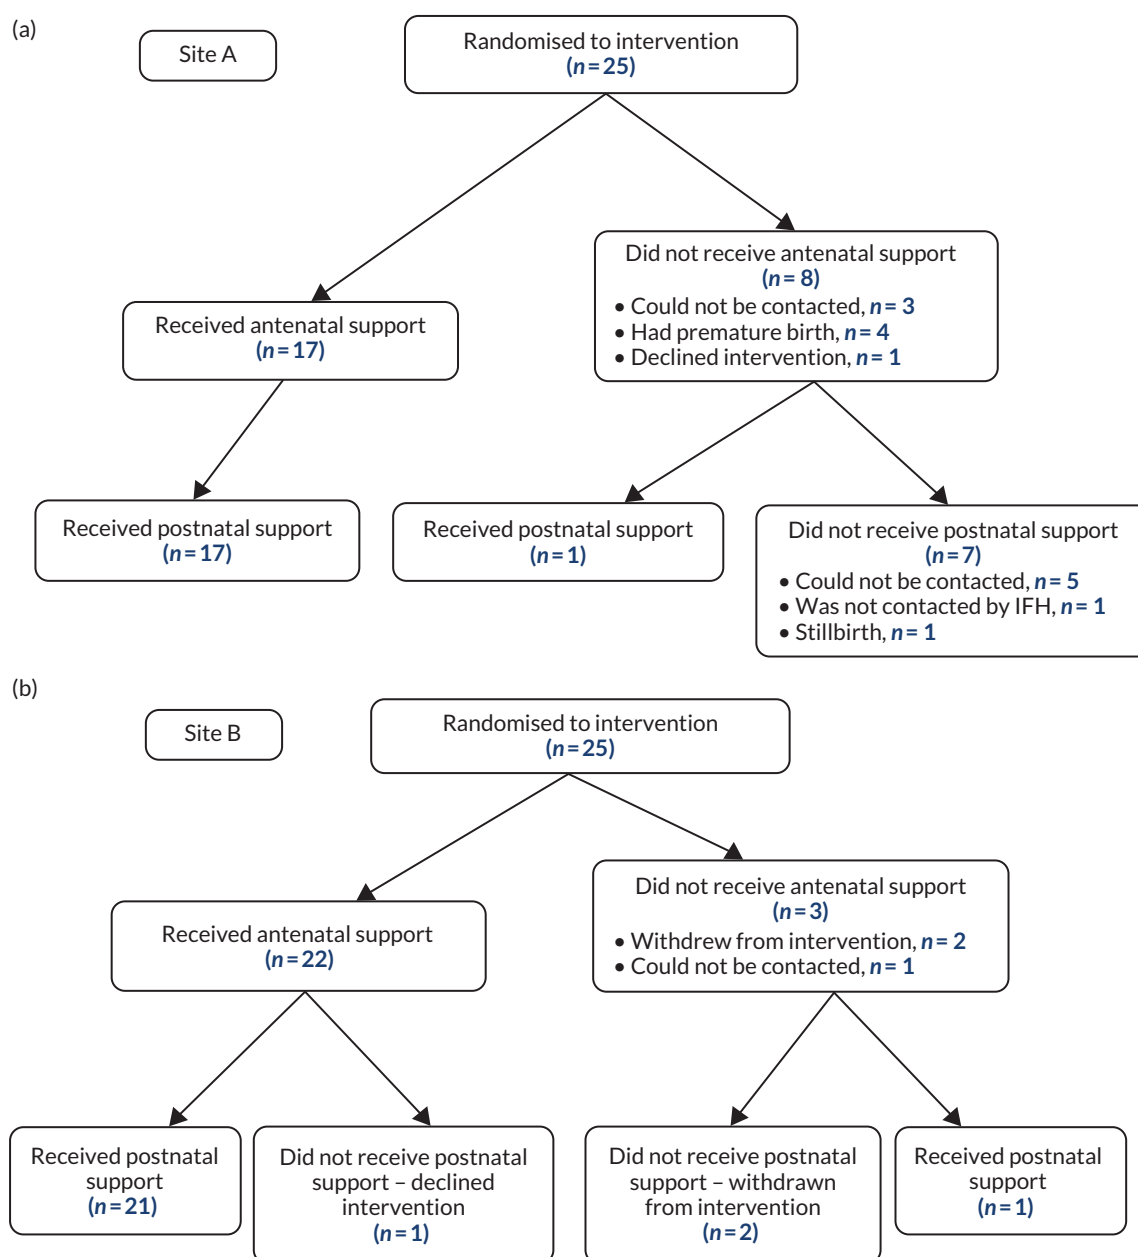 (a)
Site A
Randomised to intervention
(n = 25)
Received antenatal support
(n = 17)
Did not receive antenatal support
(n = 8)
• Could not be contacted, n = 3
• Had premature birth, n = 4
• Declined intervention, n = 1
Received postnatal support
(n = 17)
Received postnatal support
(n = 1)
Did not receive postnatal support
(n = 7)
• Could not be contacted, n = 5
• Was not contacted by IFH, n = 1
• Stillbirth, n = 1
(b)
Site B
Randomised to intervention
(n = 25)
Received antenatal support
(n = 22)
Did not receive antenatal support
(n = 3)
• Withdrew from intervention, n = 2
• Could not be contacted, n = 1
Received postnatal
support
(n = 21)
Did not receive postnatal
support – declined
intervention
(n = 1)
Did not receive postnatal
support – withdrawn
from intervention
(n = 2)
Received postnatal
support
(n = 1)